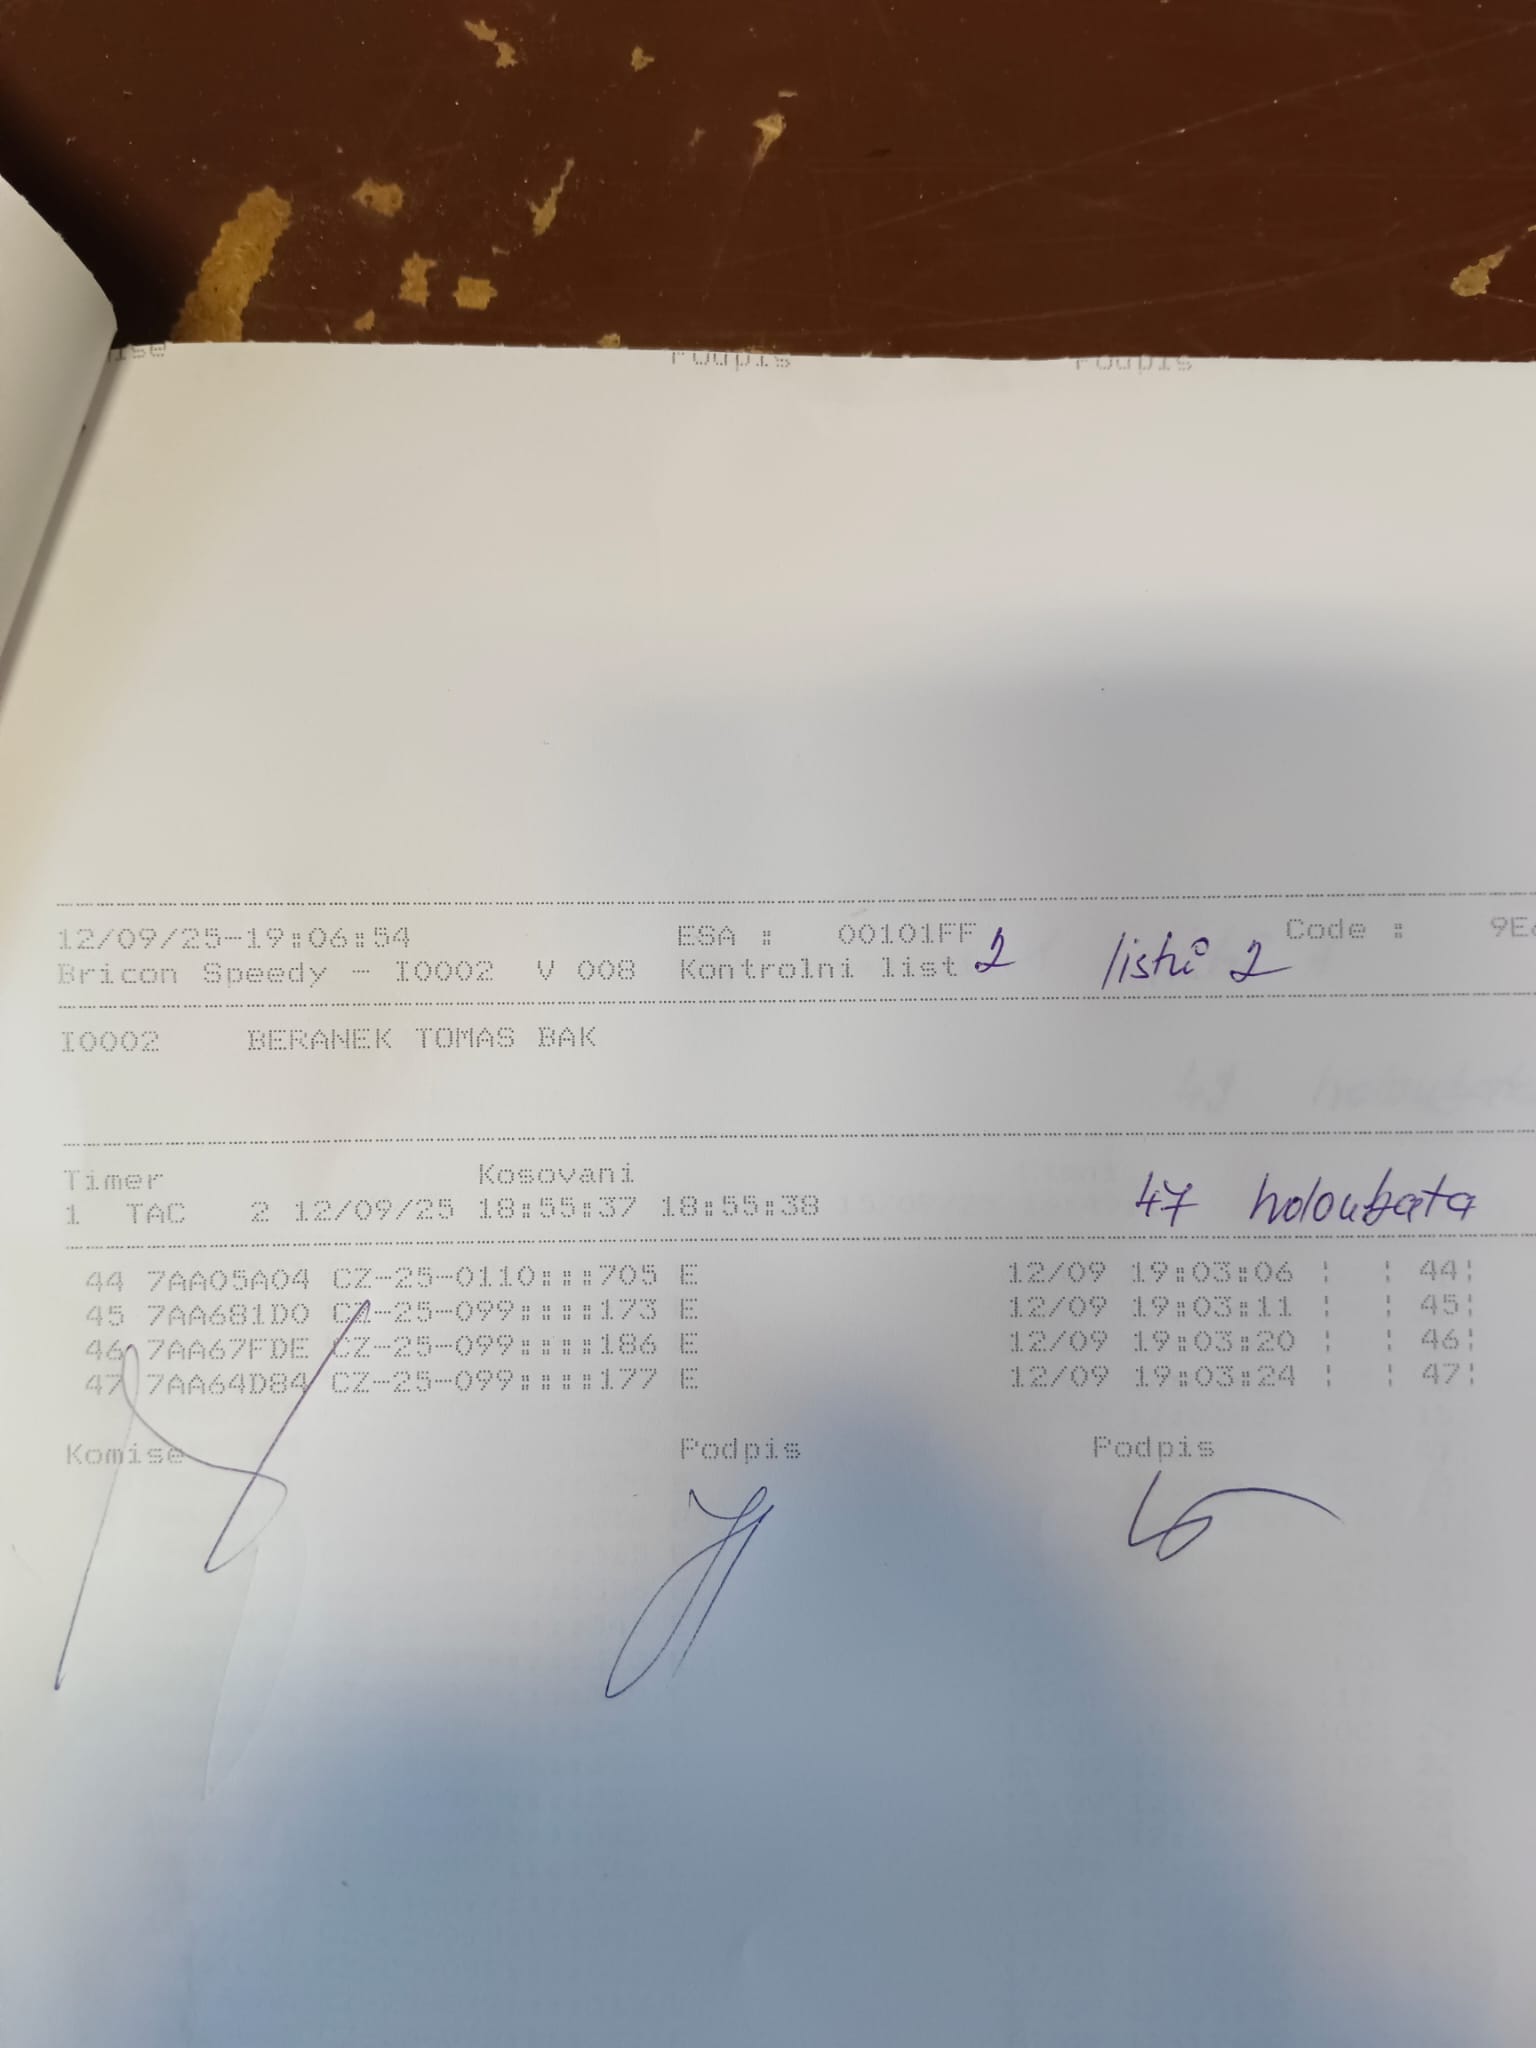 Podpis Podpis
12/09/25-19:06:54 ESA : 00101FF Code :
Bricon Speedy - I0002 V 008 Kontrolni list 2 listů 2
I0002 BERANEK TOMAS BAK
Timer Kosovani
1 TAC 2 12/09/25 18:55:37 18:55:38 47 holoubata
44 7AA05A04 CZ-25-0110::::705 E 12/09 19:03:06 ¦ ¦ 44¦
45 7AA681D0 CZ-25-099:::::173 E 12/09 19:03:11 ¦ ¦ 45¦
46 7AA67FDE CZ-25-099:::::186 E 12/09 19:03:20 ¦ ¦ 46¦
47 7AA64D84 CZ-25-099:::::177 E 12/09 19:03:24 ¦ ¦ 47¦
Komise Podpis Podpis